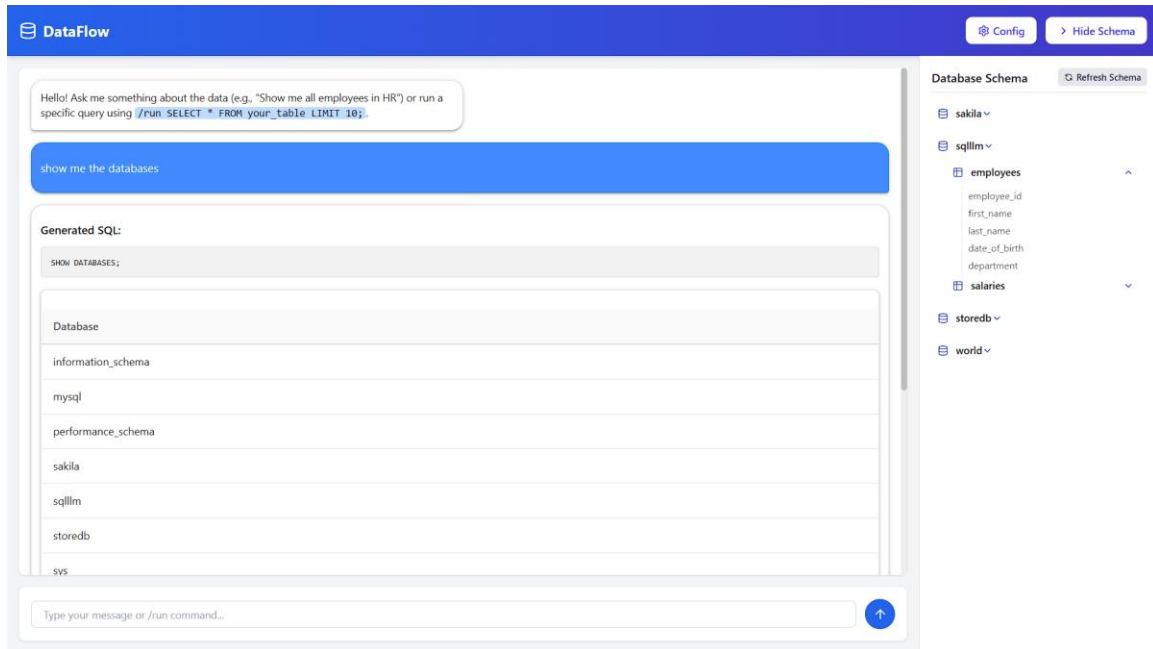 DataFlow
Config
Hide Schema
Hello! Ask me something about the data (e.g., "Show me all employees in HR") or run a
specific query using /run SELECT * FROM your_table LIMIT 10; .
show me the databases
Generated SQL:
SHOW DATABASES;
Database
information_schema
mysql
performance_schema
sakila
sqlllm
storedb
sys
Type your message or /run command...
Database Schema
Refresh Schema
sakila
sqlllm
employees
employee_id
first_name
last_name
date_of_birth
department
salaries
storedb
world